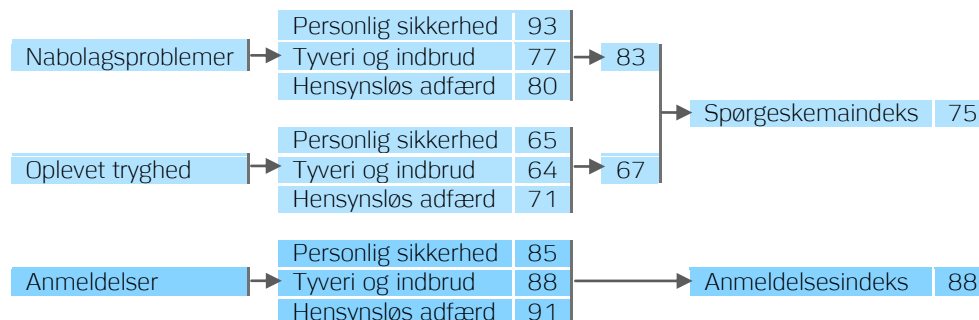 Personlig sikkerhed 93
Nabolagsproblemer Tyveri og indbrud 77 83
Hensynsløs adfærd 80
Spørgeskemaindeks 75
Personlig sikkerhed 65
Oplevet tryghed Tyveri og indbrud 64 67
Hensynsløs adfærd 71
Personlig sikkerhed 85
Anmeldelser Tyveri og indbrud 88 Anmeldelsesindeks 88
Hensynsløs adfærd 91